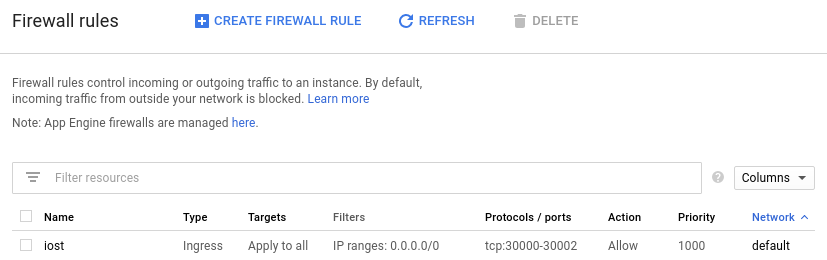 Firewall rules CREATE FIREWALL RULE REFRESH DELETE
Firewall rules control incoming or outgoing traffic to an instance. By default,
incoming traffic from outside your network is blocked. Learn more
Note: App Engine firewalls are managed here.
Filter resources ? Columns
Name Type Targets Filters Protocols / ports Action Priority Network
iost Ingress Apply to all IP ranges: 0.0.0.0/0 tcp:30000-30002 Allow 1000 default